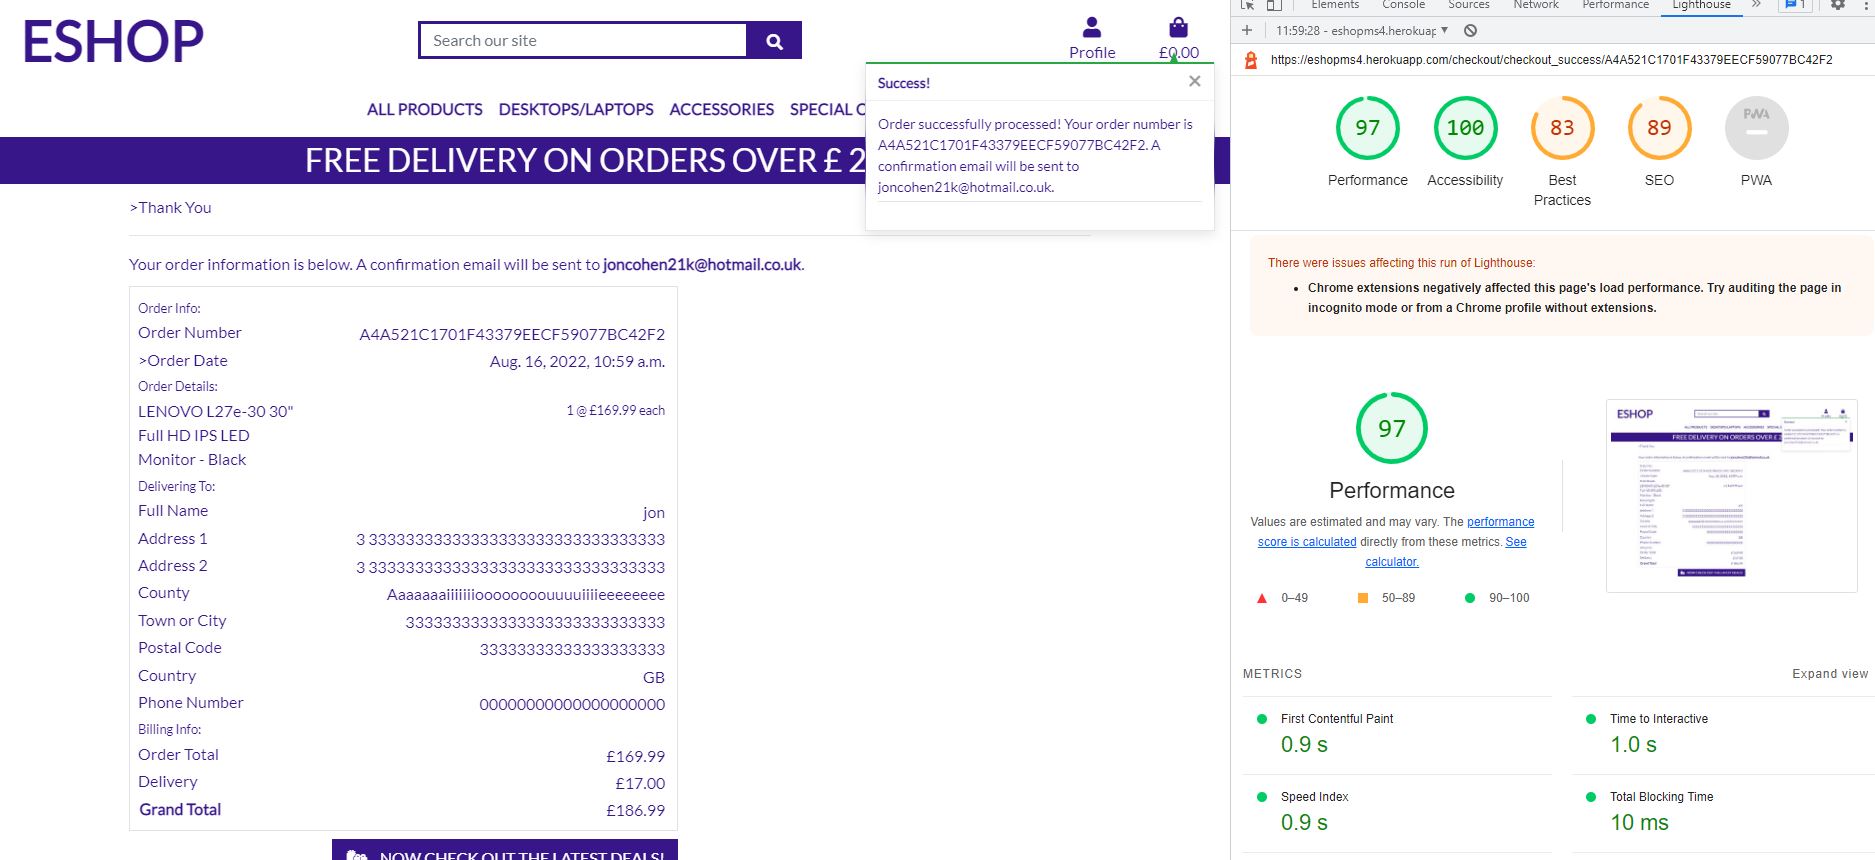 ESHOP
Search our site
Profile
£0.00
ALL PRODUCTS DESKTOPS/LAPTOPS ACCESSORIES SPECIAL O
FREE DELIVERY ON ORDERS OVER £ 2
Success!
×
Order successfully processed! Your order number is
A4A521C1701F43379EECF59077BC42F2. A
confirmation email will be sent to
joncohen21k@hotmail.co.uk.
>Thank You
Your order information is below. A confirmation email will be sent to joncohen21k@hotmail.co.uk.
Order Info:
Order Number A4A521C1701F43379EECF59077BC42F2
>Order Date Aug. 16, 2022, 10:59 a.m.
Order Details:
LENOVO L27e-30 30" 1 @ £169.99 each
Full HD IPS LED
Monitor - Black
Delivering To:
Full Name jon
Address 1
Address 2
County
Town or City
Postal Code
Country GB
Phone Number
Billing Info:
Order Total £169.99
Delivery £17.00
Grand Total £186.99
NOW CHECK OUT THE LATEST DEALS!
Elements Console Sources Network Performance Lighthouse » 1
+ 11:59:28 - eshopms4.herokuap ▼
https://eshopms4.herokuapp.com/checkout/checkout_success/A4A521C1701F43379EECF59077BC42F2
97 100 83 89 PWA
Performance Accessibility Best Practices SEO PWA
There were issues affecting this run of Lighthouse:
• Chrome extensions negatively affected this page's load performance. Try auditing the page in
incognito mode or from a Chrome profile without extensions.
97
Performance
Values are estimated and may vary. The performance
score is calculated directly from these metrics. See
calculator.
0–49 50–89 90–100
METRICS
Expand view
First Contentful Paint
0.9 s
Time to Interactive
1.0 s
Speed Index
0.9 s
Total Blocking Time
10 ms